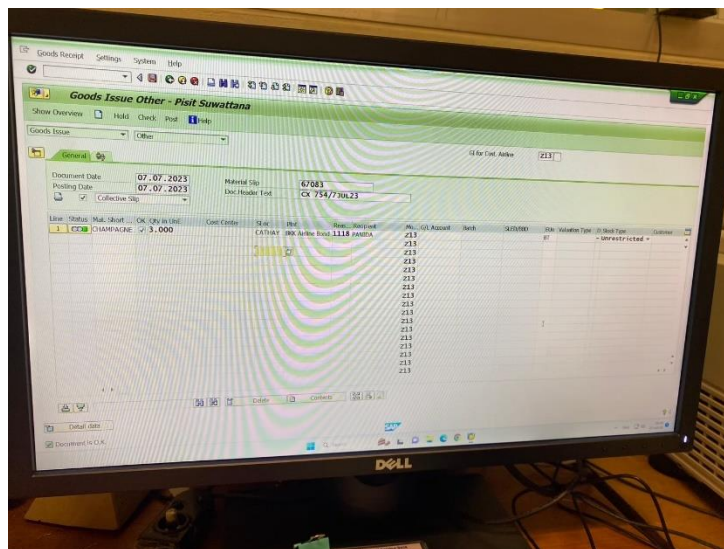 Goods Receipt Settings System Help
Goods Issue Other - Pisit Suwattana
Show Overview Hold Check Post Help
Goods Issue Other
GI for Cust. Airline Z13
General
Document Date 07.07.2023 Material Slip 67083
Posting Date 07.07.2023 Doc.Header Text CX 754/7JUL23
Collective Slip
Line Status Mat. Short ... OK Qty in UnE Cost Center SLoc Plnt Reas... Recipient Mo... G/L Account Batch SLED/BBD EUn Valuation Type D Stock Type Customer
1 CHAMPAGNE 3.000 CATHAY BKK Airline Bond 1118 PANIDA Z13 BT Unrestricted
Z13
Z13
Z13
Z13
Z13
Z13
Z13
Z13
Z13
Z13
Z13
Z13
Z13
Z13
Delete Contents
Detail data
Document is O.K.
SAP
DELL